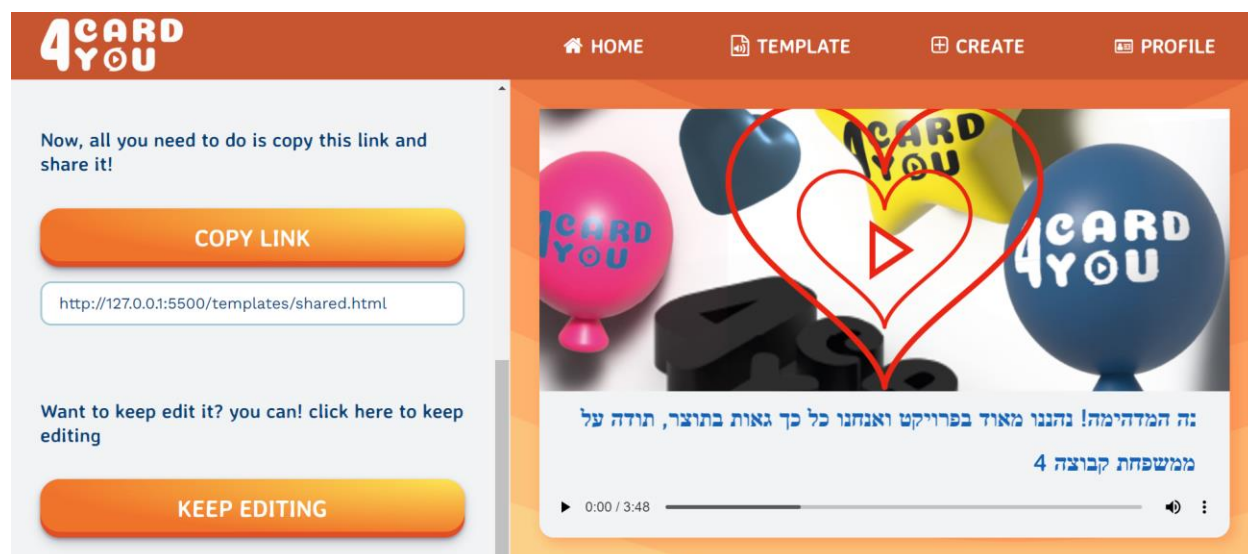 4CARD
YOU
HOME
TEMPLATE
CREATE
PROFILE
Now, all you need to do is copy this link and
share it!
COPY LINK
http://127.0.0.1:5500/templates/shared.html
Want to keep edit it? you can! click here to keep
editing
KEEP EDITING
4CARD
YOU
4CARD
YOU
4CARD
YOU
המדהימה! נהננו מאוד בפרויקט ואנחנו כל כך גאות בתוצר, תודה על
ממשפחת קבוצה 4
0:00 / 3:48